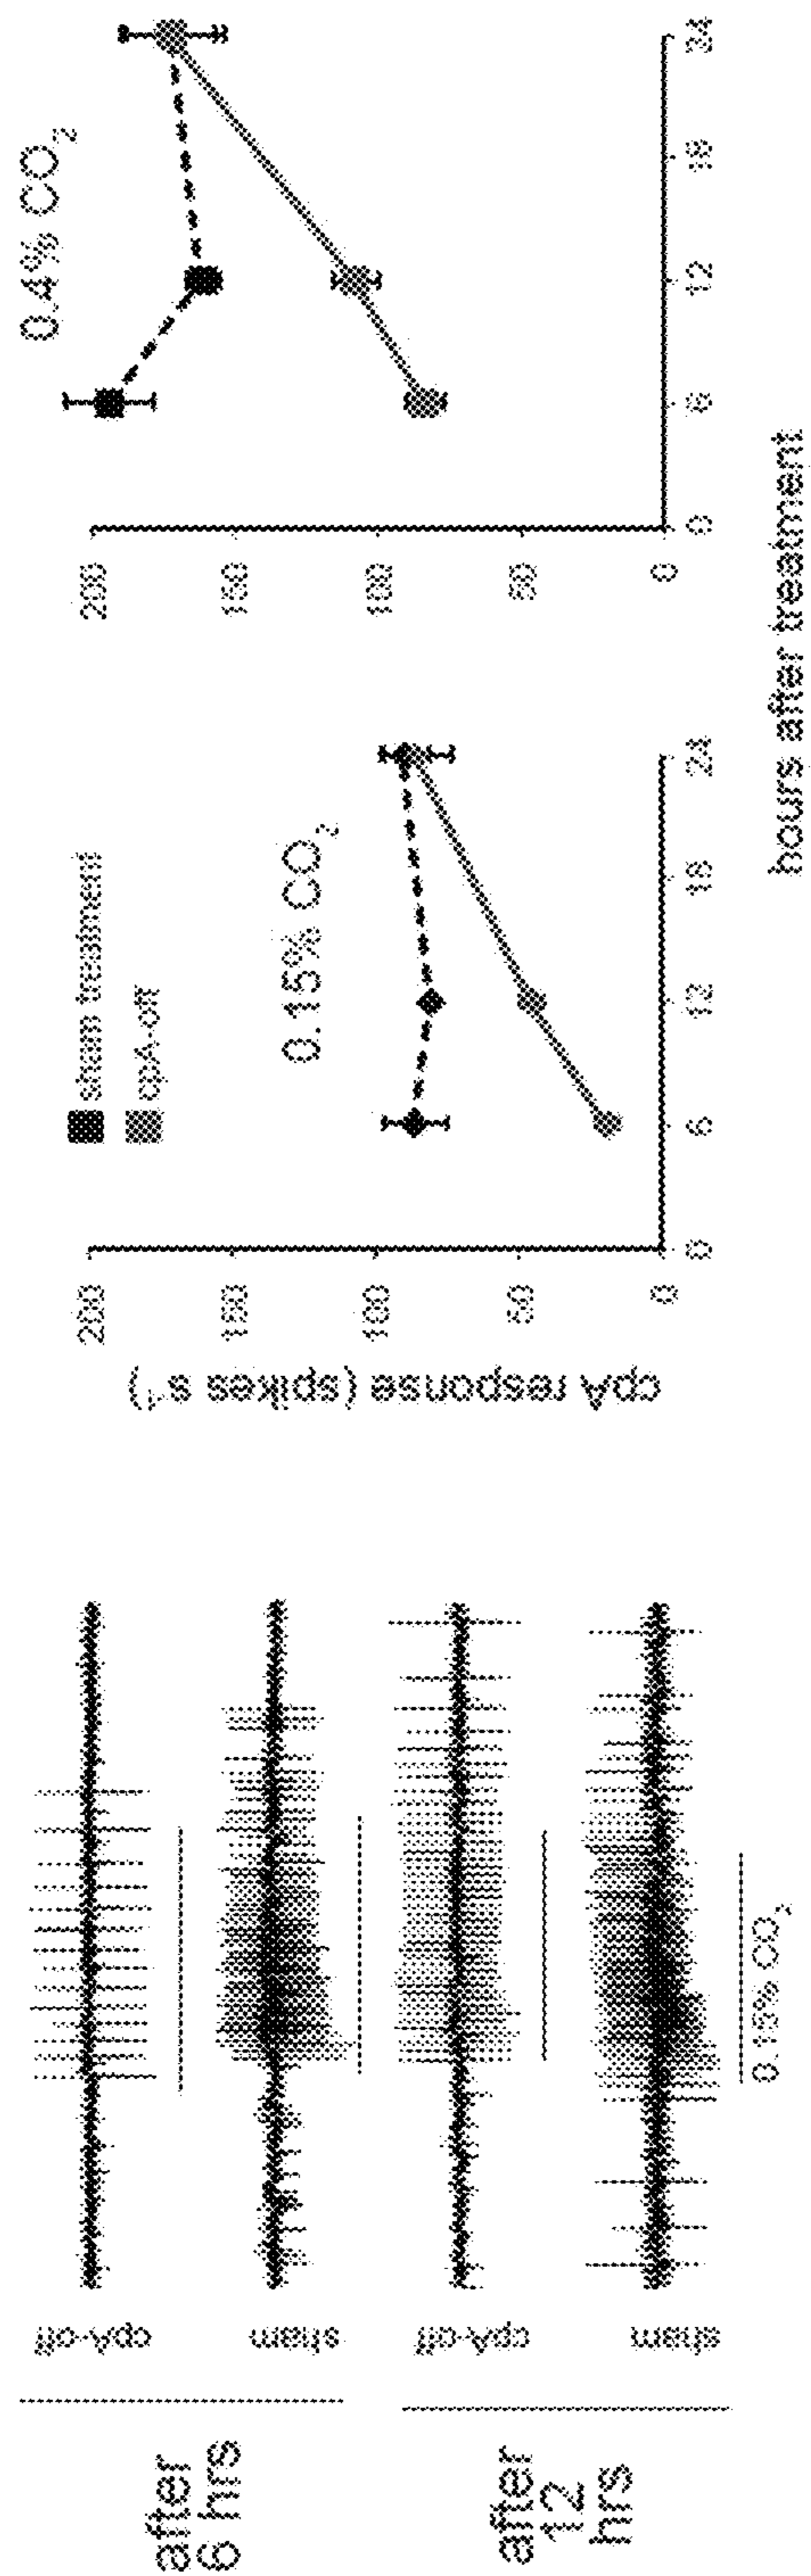 after
6 hrs
cpA-off
sham
after
12
hrs
cpA-off
sham
0.15% CO2
cpA response (spikes s-1)
200
150
100
50
0
sham treatment
cpA-off
0.15% CO2
0
6
12
18
24
200
150
100
50
0
0.4% CO2
0
6
12
18
24
hours after treatment